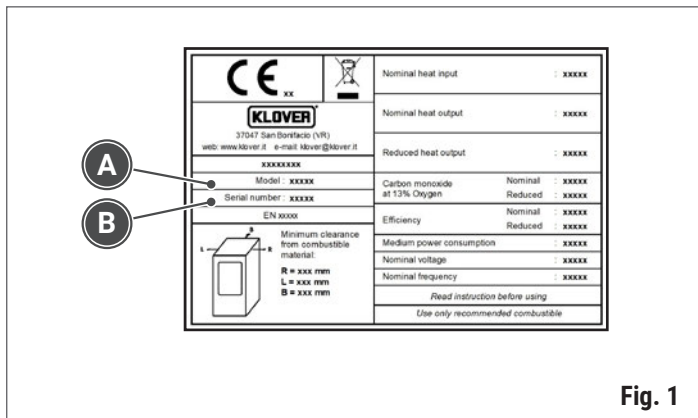 CE xx
KLOVER
37047 San Bonifacio (VR)
web: www.klover.it e-mail: klover@klover.it
xxxxxxxx
A
Model : xxxxx
B
Serial number : xxxxx
EN xxxxx
B
L
R
Minimum clearance
from combustible
material:
R = xxx mm
L = xxx mm
B = xxx mm
Nominal heat input : xxxxx
Nominal heat output : xxxxx
Reduced heat output : xxxxx
Carbon monoxide Nominal : xxxxx
at 13% Oxygen Reduced : xxxxx
Efficiency Nominal : xxxxx
Reduced : xxxxx
Medium power consumption : xxxxx
Nominal voltage : xxxxx
Nominal frequency : xxxxx
Read instruction before using
Use only recommended combustible
Fig. 1